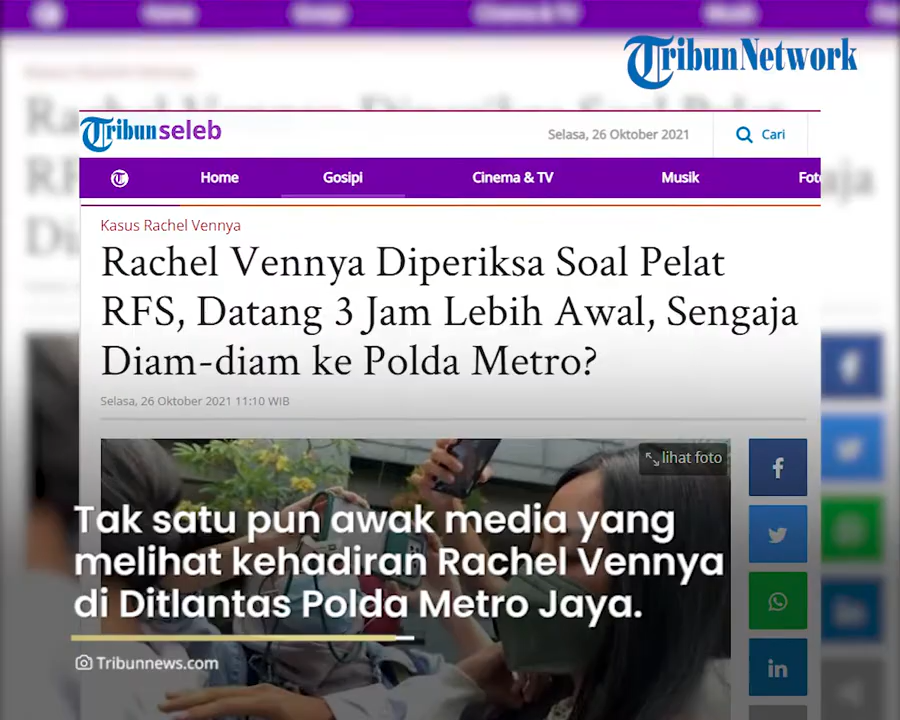 TribunNetwork
Tribunseleb
Selasa, 26 Oktober 2021
Cari
Home
Gosipi
Cinema & TV
Musik
Foto
Kasus Rachel Vennya
Rachel Vennya Diperiksa Soal Pelat
RFS, Datang 3 Jam Lebih Awal, Sengaja
Diam-diam ke Polda Metro?
Selasa, 26 Oktober 2021 11:10 WIB
lihat foto
Tak satu pun awak media yang
melihat kehadiran Rachel Vennya
di Ditlantas Polda Metro Jaya.
Tribunnews.com